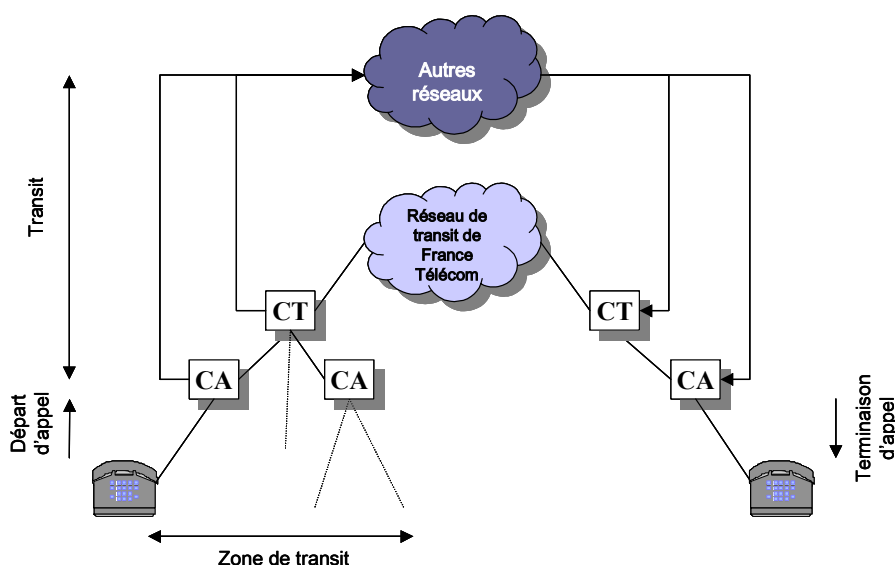 Autres
réseaux
Transit
Réseau de
transit de
France
Télécom
CT
CT
CA
CA
CA
Départ
d'appel
Terminaison
d'appel
Zone de transit